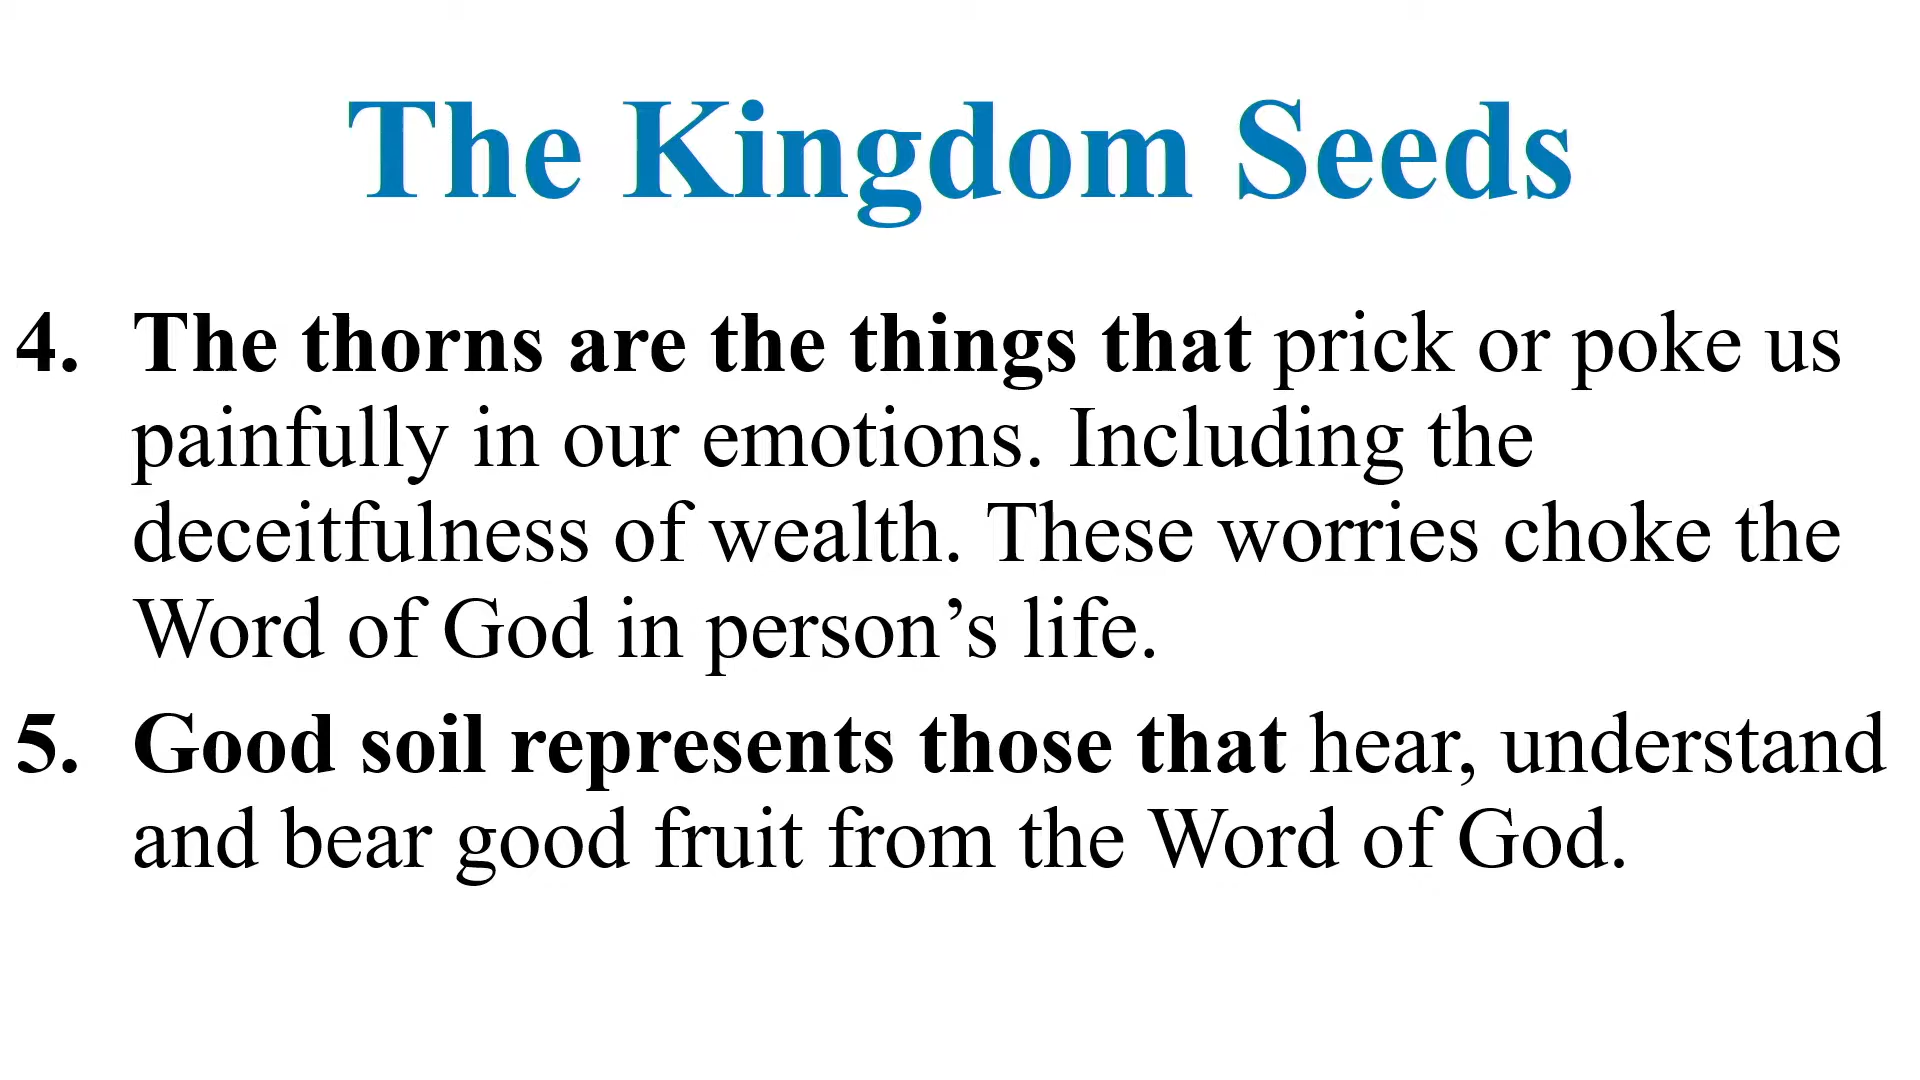 The Kingdom Seeds
4. The thorns are the things that prick or poke us
painfully in our emotions. Including the
deceitfulness of wealth. These worries choke the
Word of God in person’s life.
5. Good soil represents those that hear, understand
and bear good fruit from the Word of God.